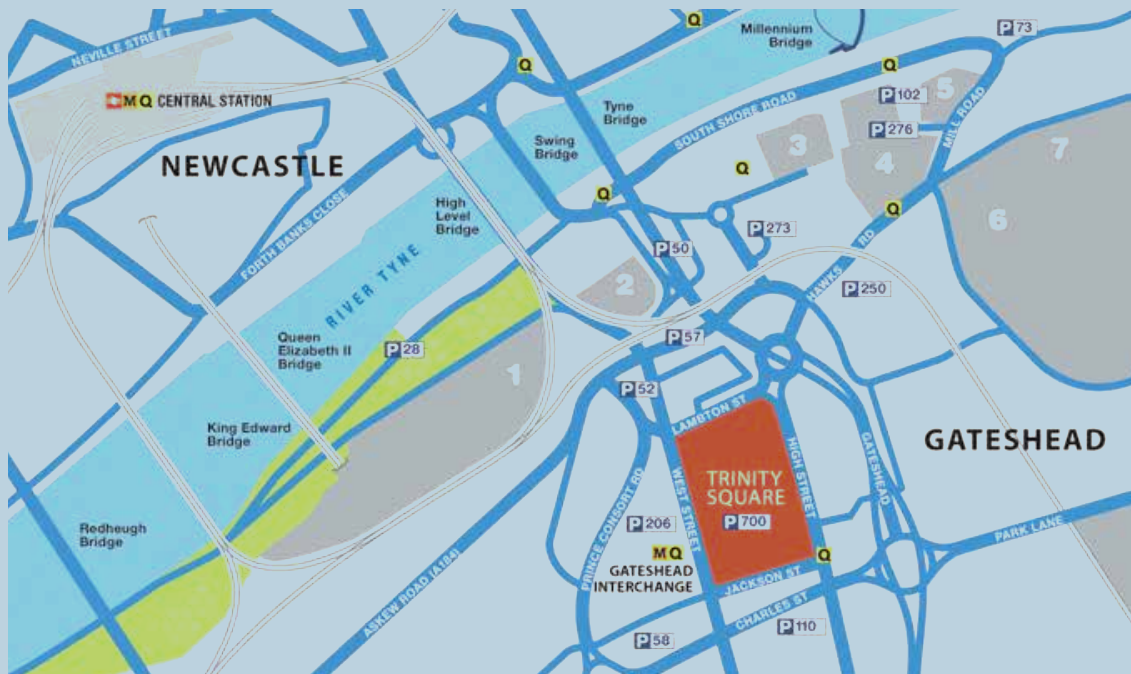 NEVILLE STREET
M Q CENTRAL STATION
NEWCASTLE
FORTH BANKS CLOSE
Q
Q
Millennium
Bridge
Tyne
Bridge
Swing
Bridge
High
Level
Bridge
RIVER TYNE
Queen
Elizabeth II
Bridge
King Edward
Bridge
Redheugh
Bridge
SOUTH SHORE ROAD
P 73
Q
P 102
5
P 276
MILL ROAD
3
4
7
6
Q
Q
Q
P 273
P 50
HAWKS RD
P 250
2
P 57
P 28
1
P 52
LAMBTON ST
GATESHEAD
TRINITY
SQUARE
P 700
HIGH STREET
GATESHEAD
WEST STREET
PRINCE CONSORT RD
P 206
M Q
GATESHEAD
INTERCHANGE
Q
PARK LANE
JACKSON ST
CHARLES ST
P 110
P 58
ASKEW ROAD (A184)